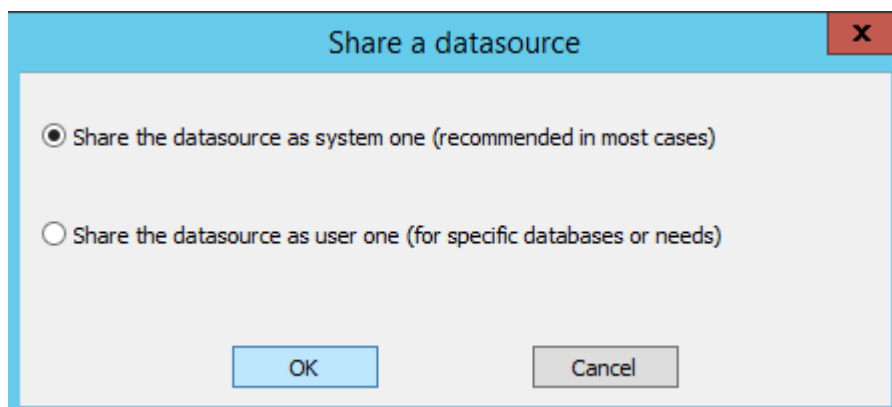 Share a datasource
x
Share the datasource as system one (recommended in most cases)
Share the datasource as user one (for specific databases or needs)
OK
Cancel